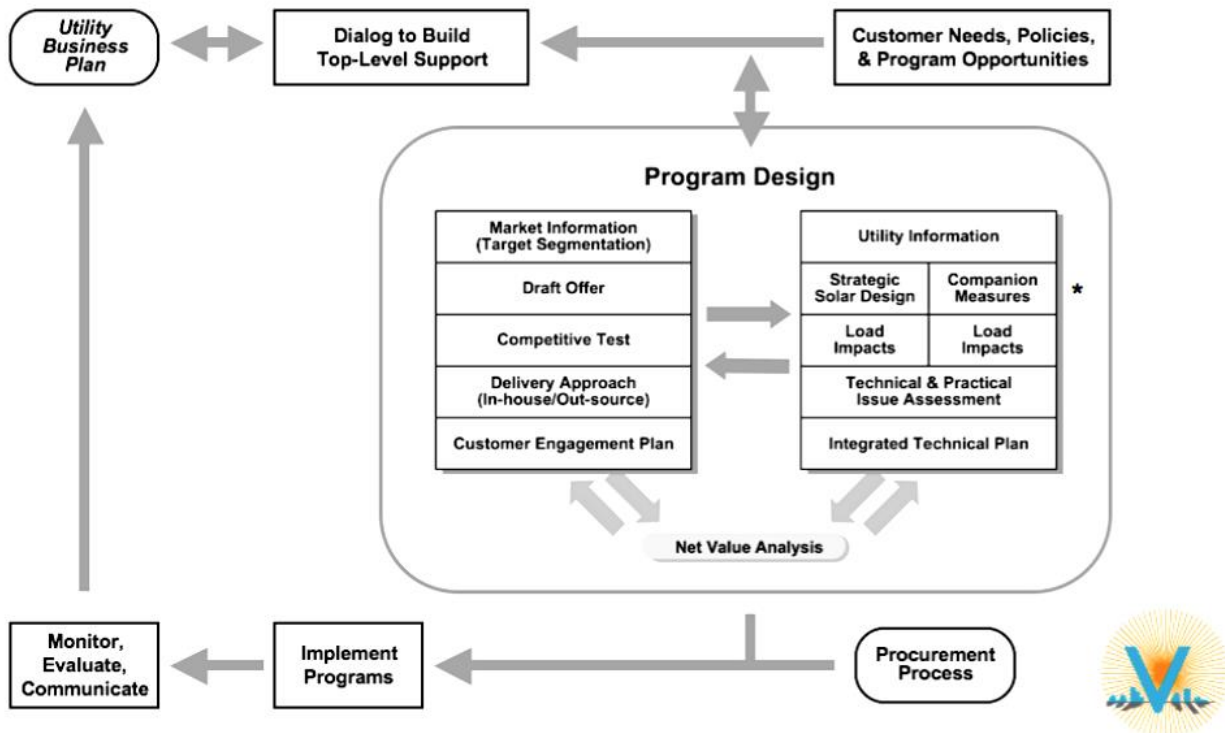 Utility
Business
Plan
Dialog to Build
Top-Level Support
Customer Needs, Policies,
& Program Opportunities
Program Design
Market Information
(Target Segmentation)
Draft Offer
Competitive Test
Delivery Approach
(In-house/Out-source)
Customer Engagement Plan
Utility Information
Strategic
Solar Design
Companion
Measures
*
Load
Impacts
Load
Impacts
Technical & Practical
Issue Assessment
Integrated Technical Plan
Net Value Analysis
Monitor,
Evaluate,
Communicate
Implement
Programs
Procurement
Process
V